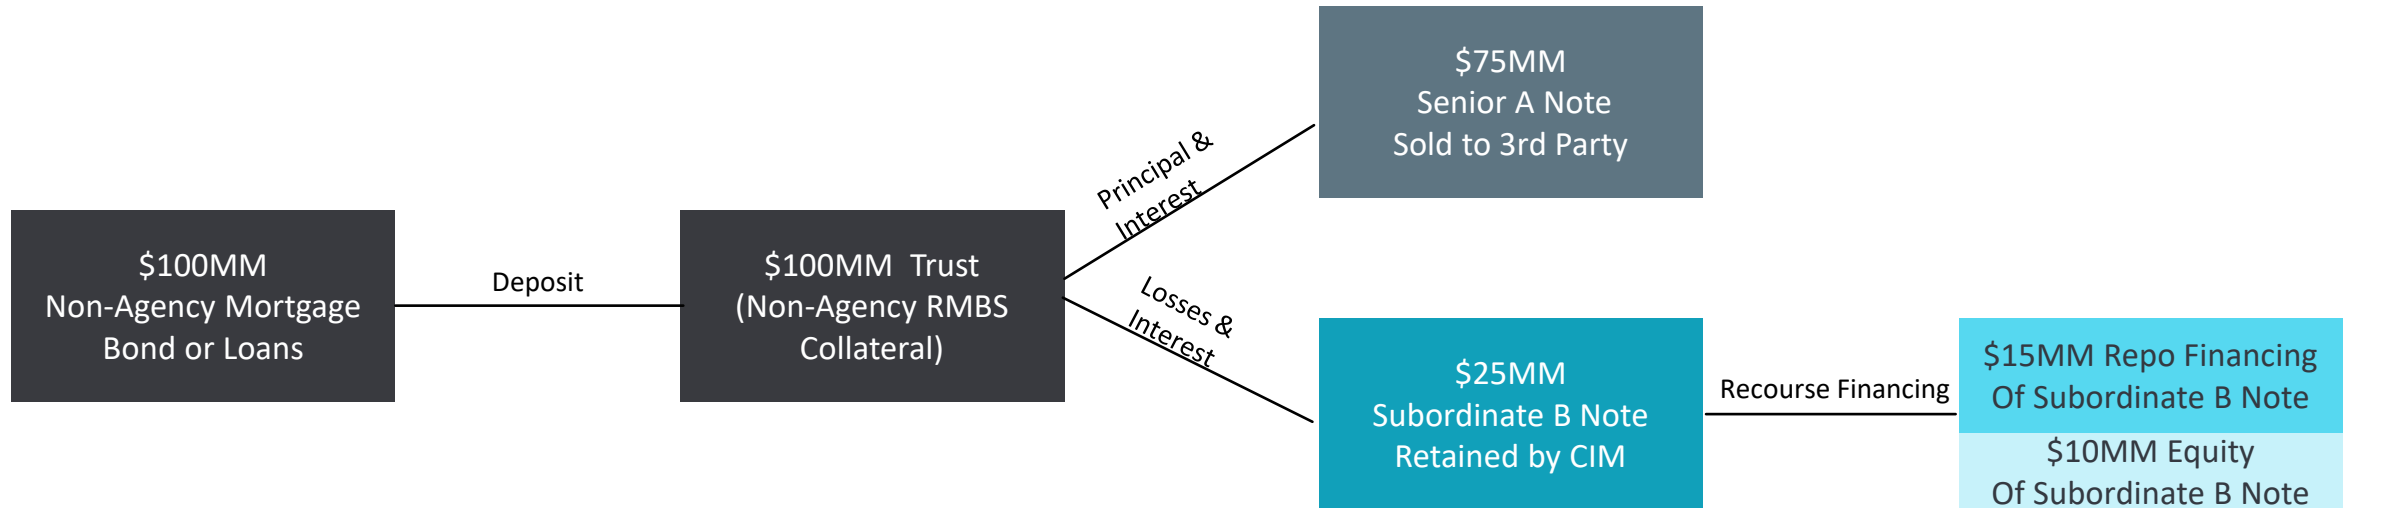 $100MM
Non-Agency Mortgage
Bond or Loans
Deposit
$100MM  Trust
(Non-Agency RMBS
Collateral)
Principal &
Interest
$75MM
Senior A Note
Sold to 3rd Party
Losses &
Interest
$25MM
Subordinate B Note
Retained by CIM
Recourse Financing
$15MM Repo Financing
Of Subordinate B Note
$10MM Equity
Of Subordinate B Note